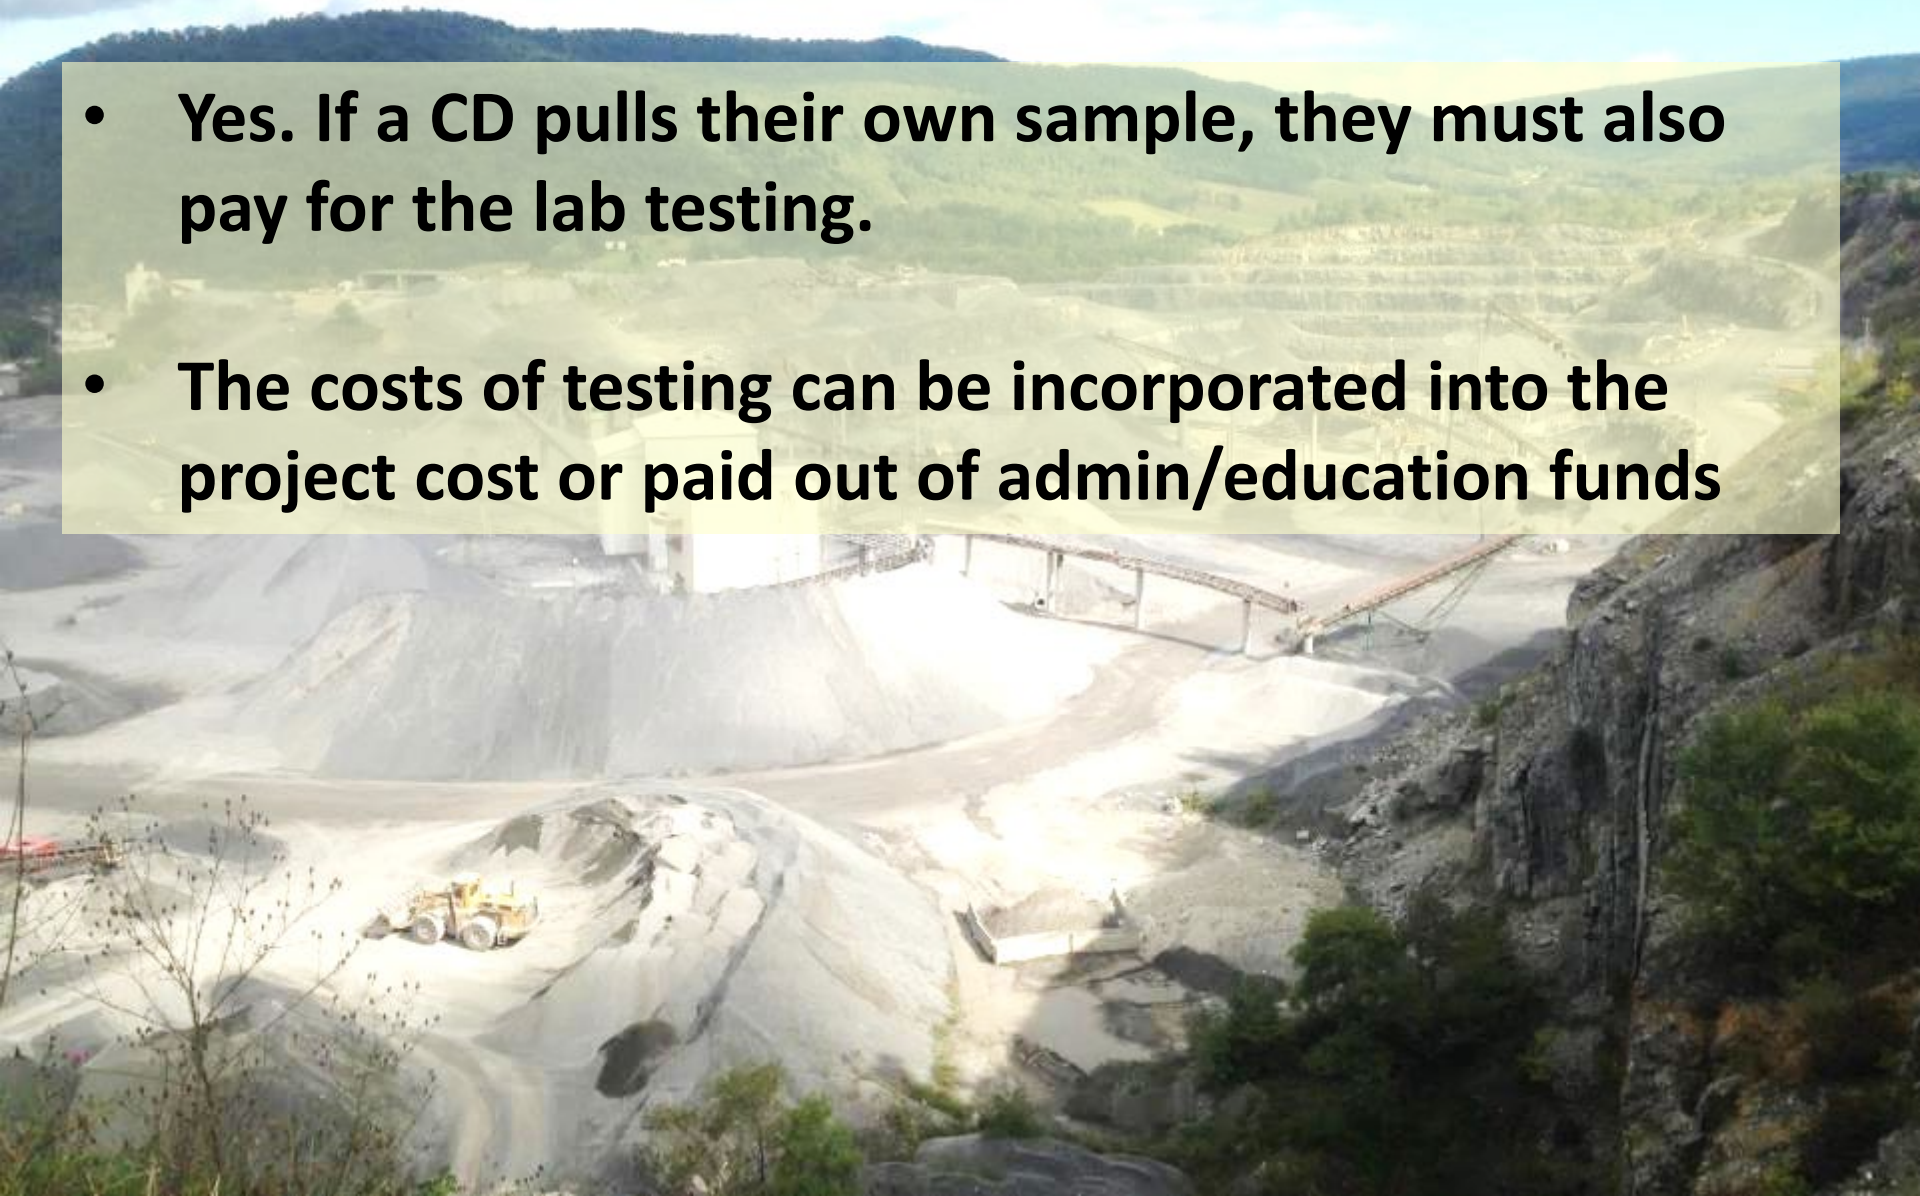 • Yes. If a CD pulls their own sample, they must also
pay for the lab testing.
• The costs of testing can be incorporated into the
project cost or paid out of admin/education funds